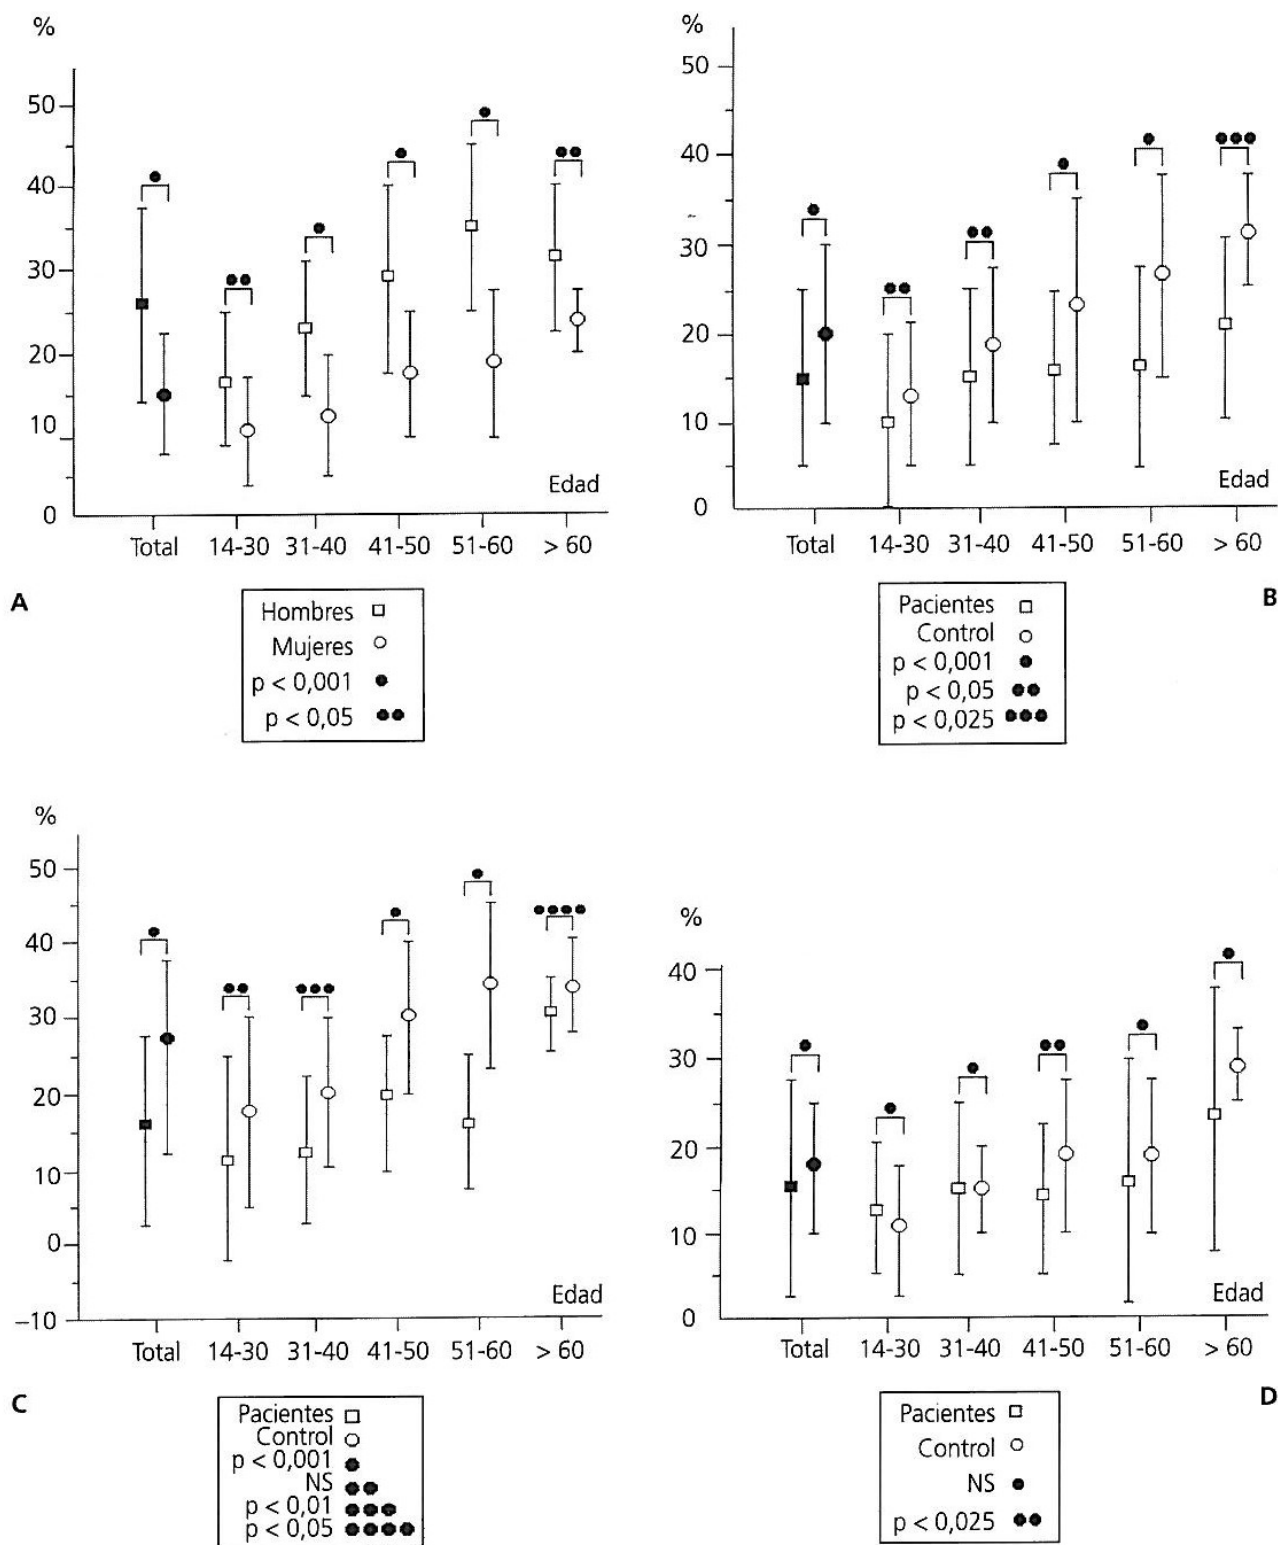 %
50
40
30
20
10
0
Edad
Total 14-30 31-40 41-50 51-60 > 60
A
Hombres
Mujeres
p < 0,001
p < 0,05
%
50
40
30
20
10
0
Edad
Total 14-30 31-40 41-50 51-60 > 60
B
Pacientes
Control
p < 0,001
p < 0,05
p < 0,025
%
50
40
30
20
10
0
−10
Edad
Total 14-30 31-40 41-50 51-60 > 60
C
Pacientes
Control
p < 0,001
NS
p < 0,01
p < 0,05
%
40
30
20
10
0
Edad
Total 14-30 31-40 41-50 51-60 > 60
D
Pacientes
Control
NS
p < 0,025